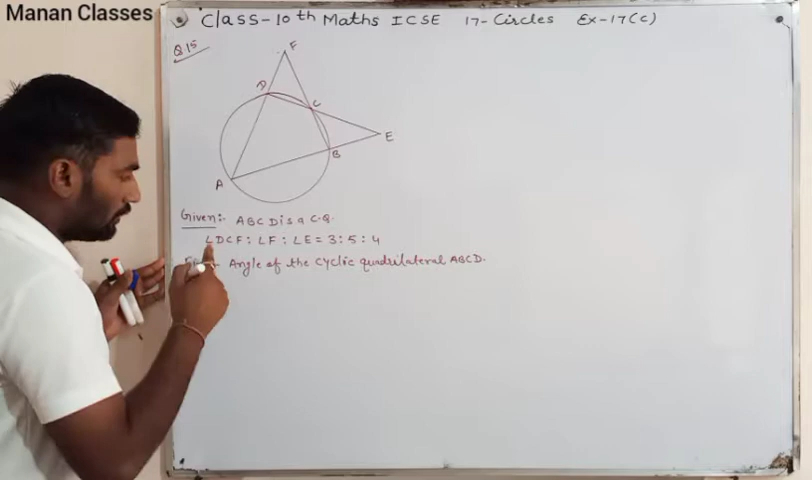 Manan Classes
Class-10th Maths ICSE 17-Circles Ex-17(c)
Q15
F
D
C
E
B
A
Given:- ABCD is a C.Q.
∠DCF : ∠F : ∠E = 3 : 5 : 4
Angle of the cyclic quadrilateral ABCD.